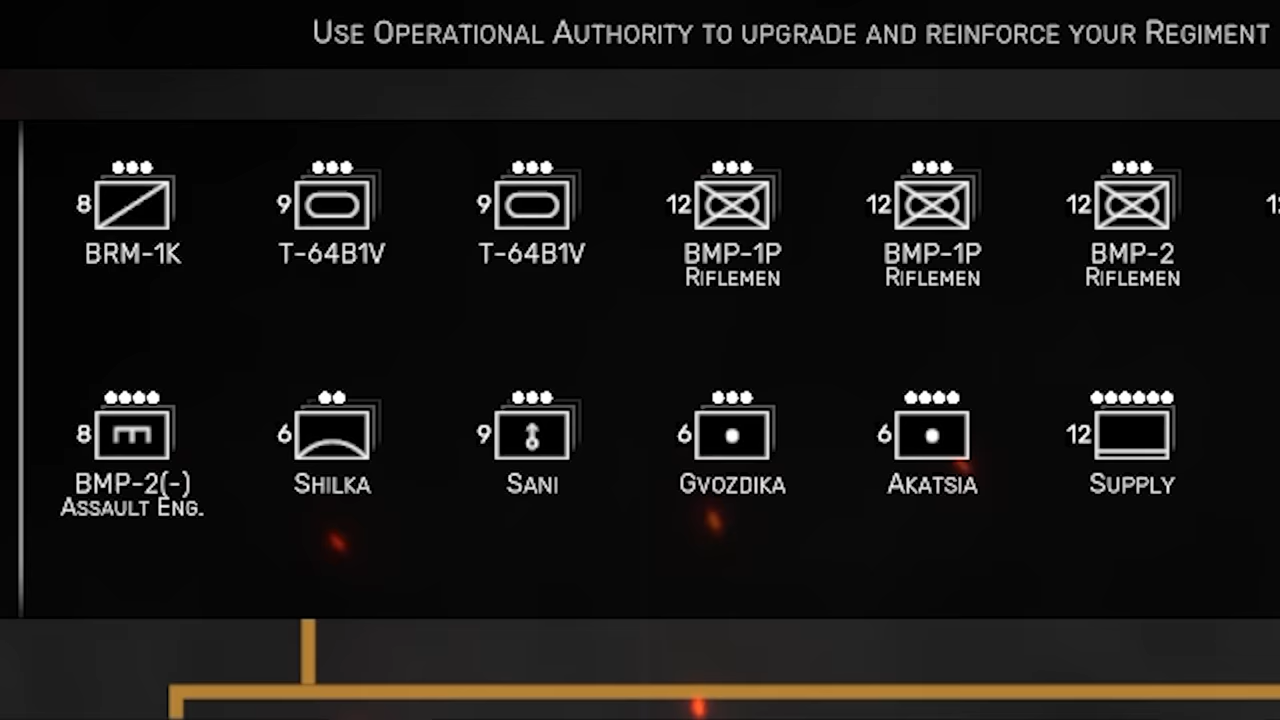 Use Operational Authority to upgrade and reinforce your Regiment
8 9 9 12 12 12
BRM-1K T-64B1V T-64B1V BMP-1P BMP-1P BMP-2
Riflemen Riflemen Riflemen
8 6 9 6 6 12
BMP-2(-) Shilka Sani Gvozdika Akatsia Supply
Assault Eng.